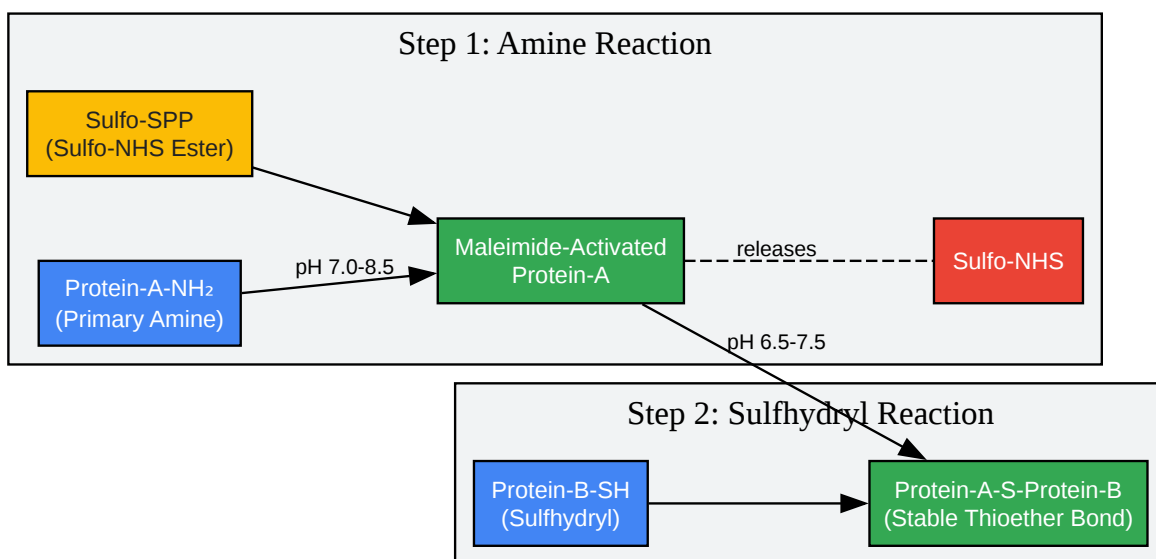 Step 1: Amine Reaction
Sulfo-SPP
(Sulfo-NHS Ester)
Protein-A-NH₂
(Primary Amine)
pH 7.0-8.5
Maleimide-Activated
Protein-A
releases
Sulfo-NHS
pH 6.5-7.5
Step 2: Sulfhydryl Reaction
Protein-B-SH
(Sulfhydryl)
Protein-A-S-Protein-B
(Stable Thioether Bond)